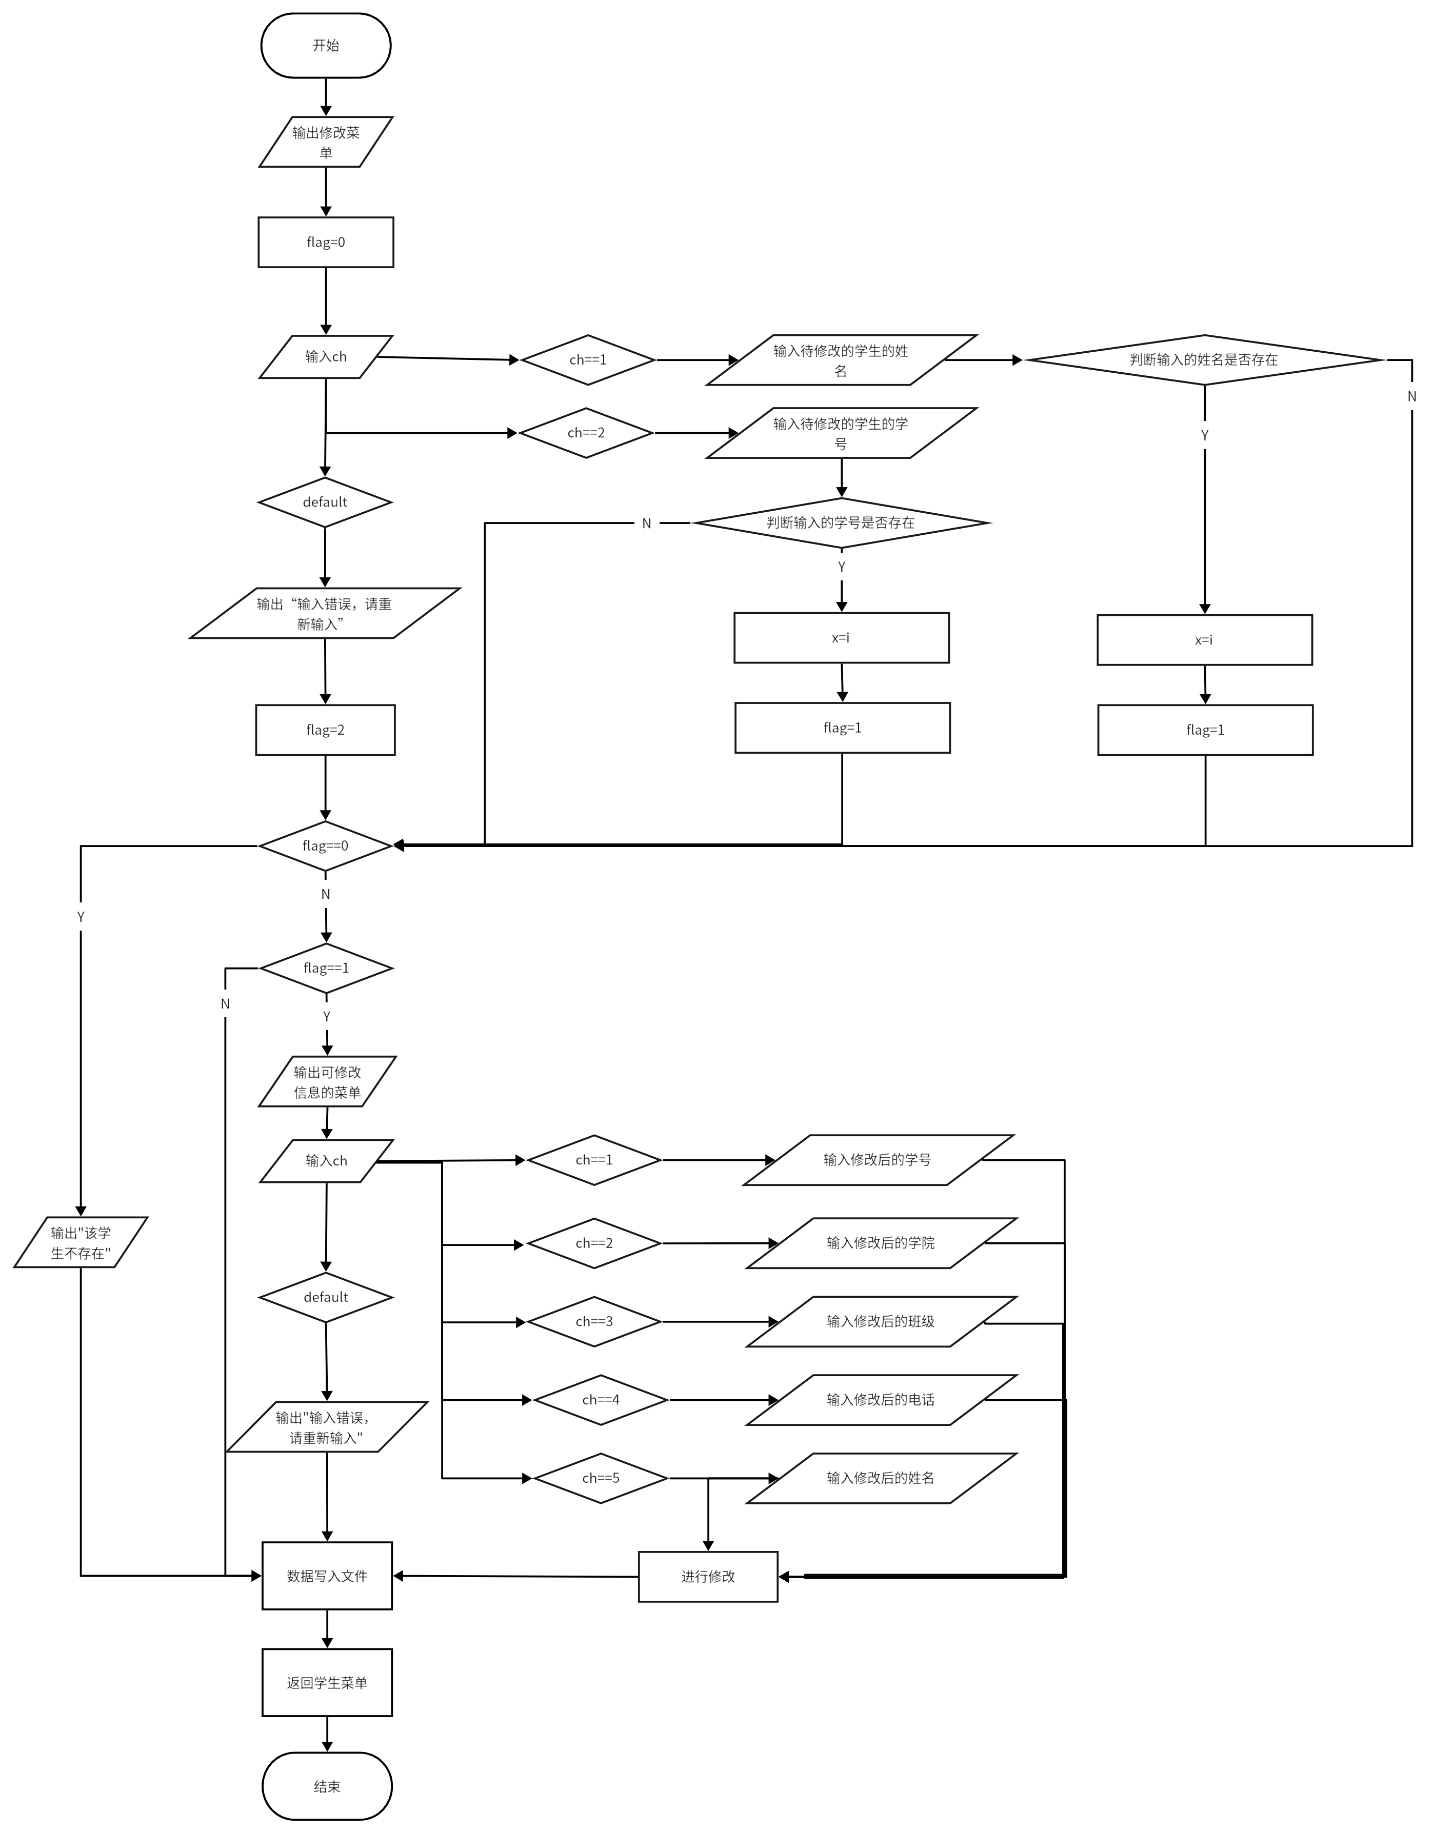 开始
输出修改菜
单
flag=0
输入ch
ch==1
输入待修改的学生的姓
名
判断输入的姓名是否存在
N
ch==2
输入待修改的学生的学
号
Y
default
判断输入的学号是否存在
N
Y
输出“输入错误，请重
新输入”
x=i
x=i
flag=2
flag=1
flag=1
flag==0
N
Y
flag==1
N
Y
输出可修改
信息的菜单
输入ch
ch==1
输入修改后的学号
输出"该学
生不存在"
ch==2
输入修改后的学院
default
ch==3
输入修改后的班级
ch==4
输入修改后的电话
输出"输入错误，
请重新输入"
ch==5
输入修改后的姓名
数据写入文件
进行修改
返回学生菜单
结束